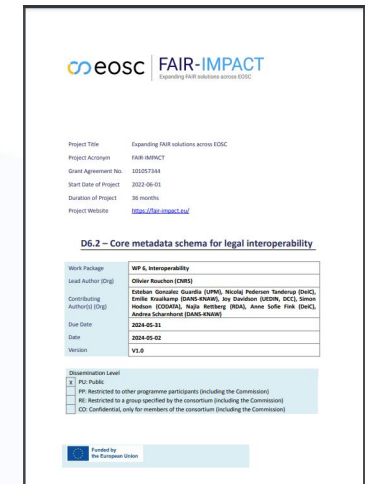 eosc
FAIR-IMPACT
Expanding FAIR solutions across EOSC
Project Title Expanding FAIR solutions across EOSC
Project Acronym FAIR-IMPACT
Grant Agreement No. 101057344
Start Date of Project 2022-06-01
Duration of Project 36 months
Project Website https://fair-impact.eu/
D6.2 – Core metadata schema for legal interoperability
Work Package WP 6, Interoperability
Lead Author (Org) Olivier Rouchon (CNRS)
Contributing Author(s) (Org)
Esteban Gonzalez Guardia (UPM), Nicolaj Pedersen Tanderup (DeiC),
Emilie Kraaikamp (DANS-KNAW), Joy Davidson (UEDIN, DCC), Simon
Hodson (CODATA), Najla Rettberg (RDA), Anne Sofie Fink (DeiC),
Andrea Scharnhorst (DANS-KNAW)
Due Date 2024-05-31
Date 2024-05-02
Version V1.0
Dissemination Level
X PU: Public
PP: Restricted to other programme participants (including the Commission)
RE: Restricted to a group specified by the consortium (including the Commission)
CO: Confidential, only for members of the consortium (including the Commission)
Funded by
the European Union